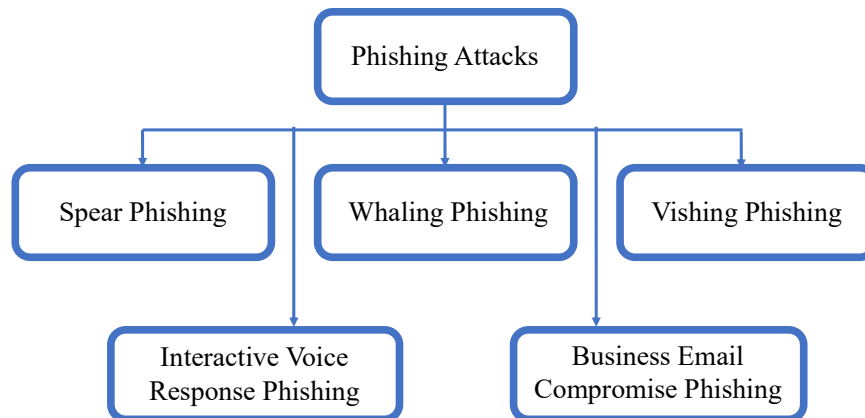 Phishing Attacks
Spear Phishing
Whaling Phishing
Vishing Phishing
Interactive Voice
Response Phishing
Business Email
Compromise Phishing